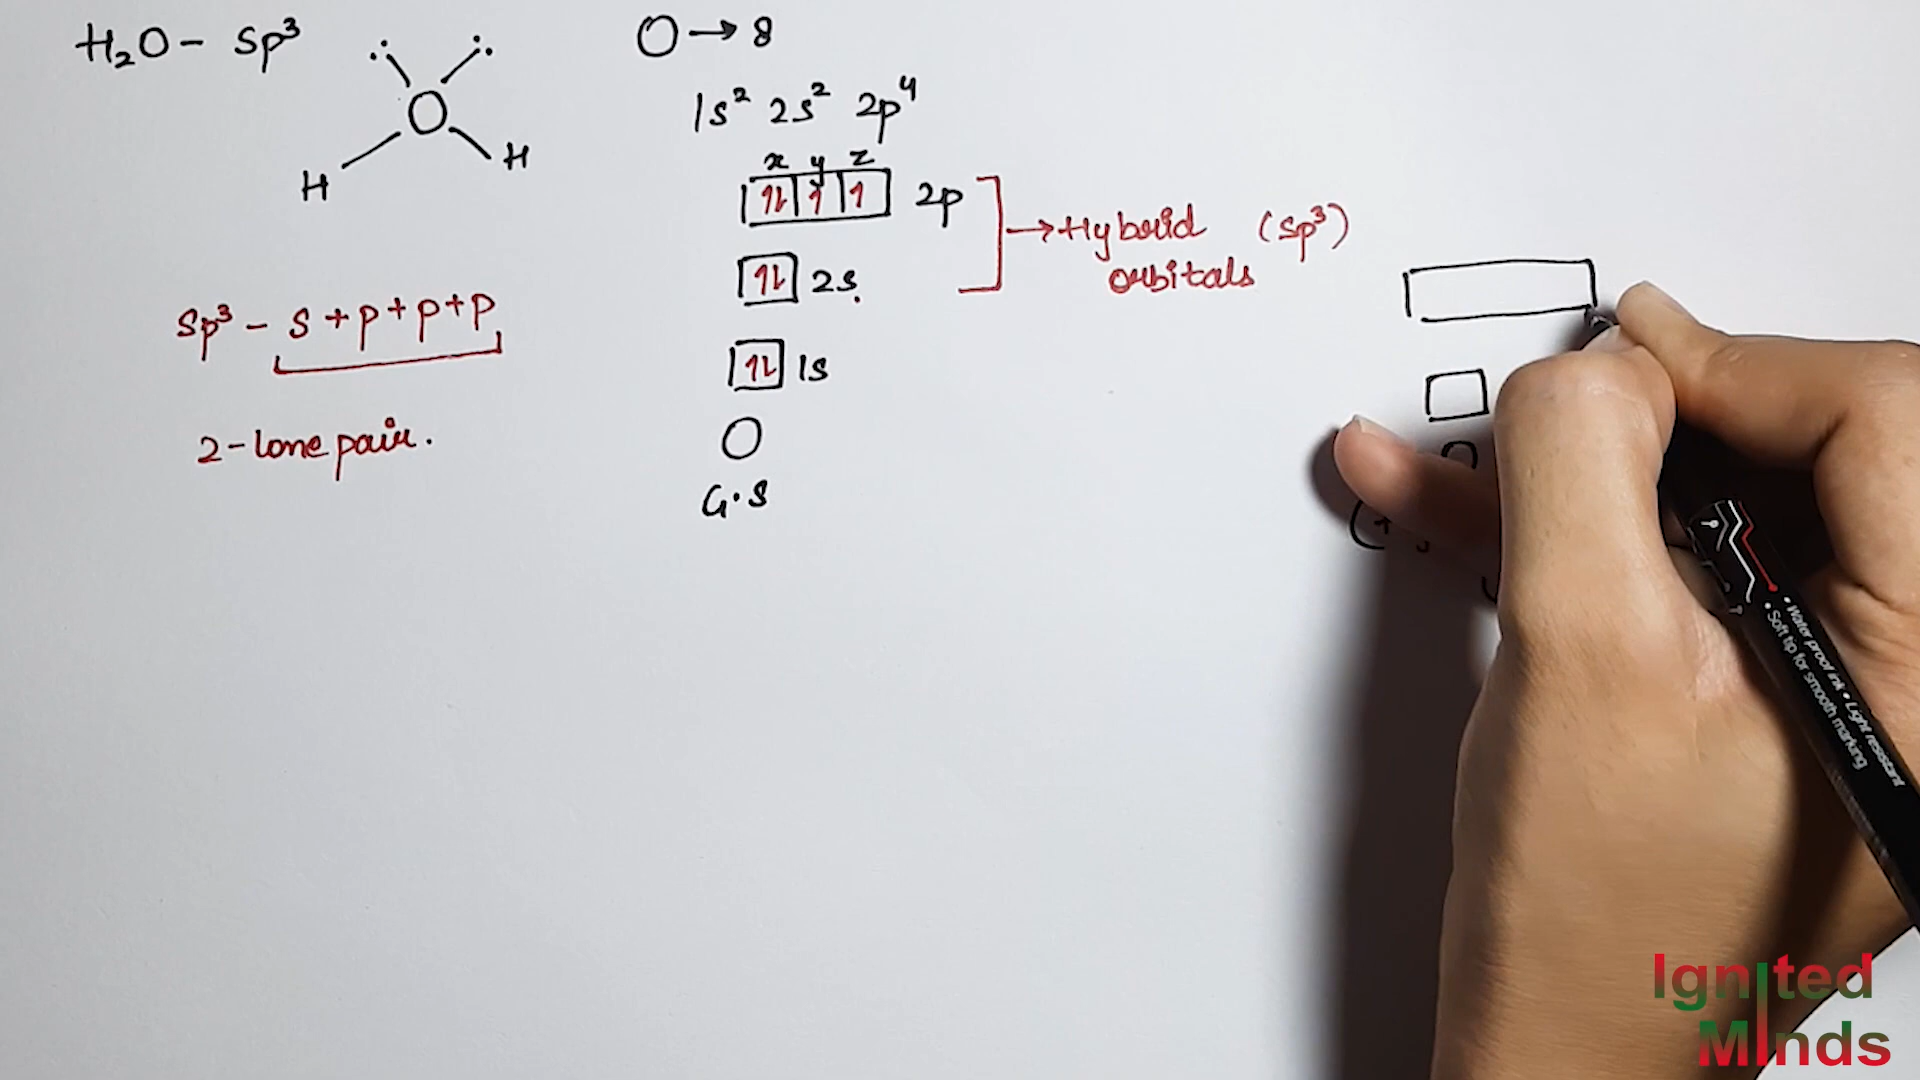 H₂O - sp³
O → 8
1s² 2s² 2p⁴
x y z
⥮ ↿ ↿ 2p
→ Hybrid (sp³)
orbitals
⥮ 2s.
⥮ 1s
O
G.S
: :
O
H H
sp³ - s + p + p + p
2-lone pair.
• Water proof ink • Light resistant
• Soft tip for smooth marking
Ignited
Minds